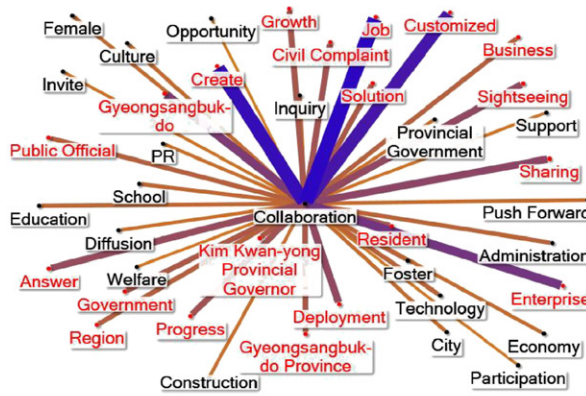 Female
Opportunity
Growth
Job
Customized
Culture
Civil Complaint
Business
Invite
Create
Gyeongsangbuk-
do
Inquiry
Solution
Sightseeing
Provincial
Government
Support
Public Official
PR
Sharing
School
Education
Collaboration
Push Forward
Diffusion
Resident
Administration
Answer
Welfare
Kim Kwan-yong
Provincial
Governor
Foster
Government
Technology
Enterprise
Region
Progress
Deployment
City
Economy
Gyeongsangbuk-
do Province
Construction
Participation